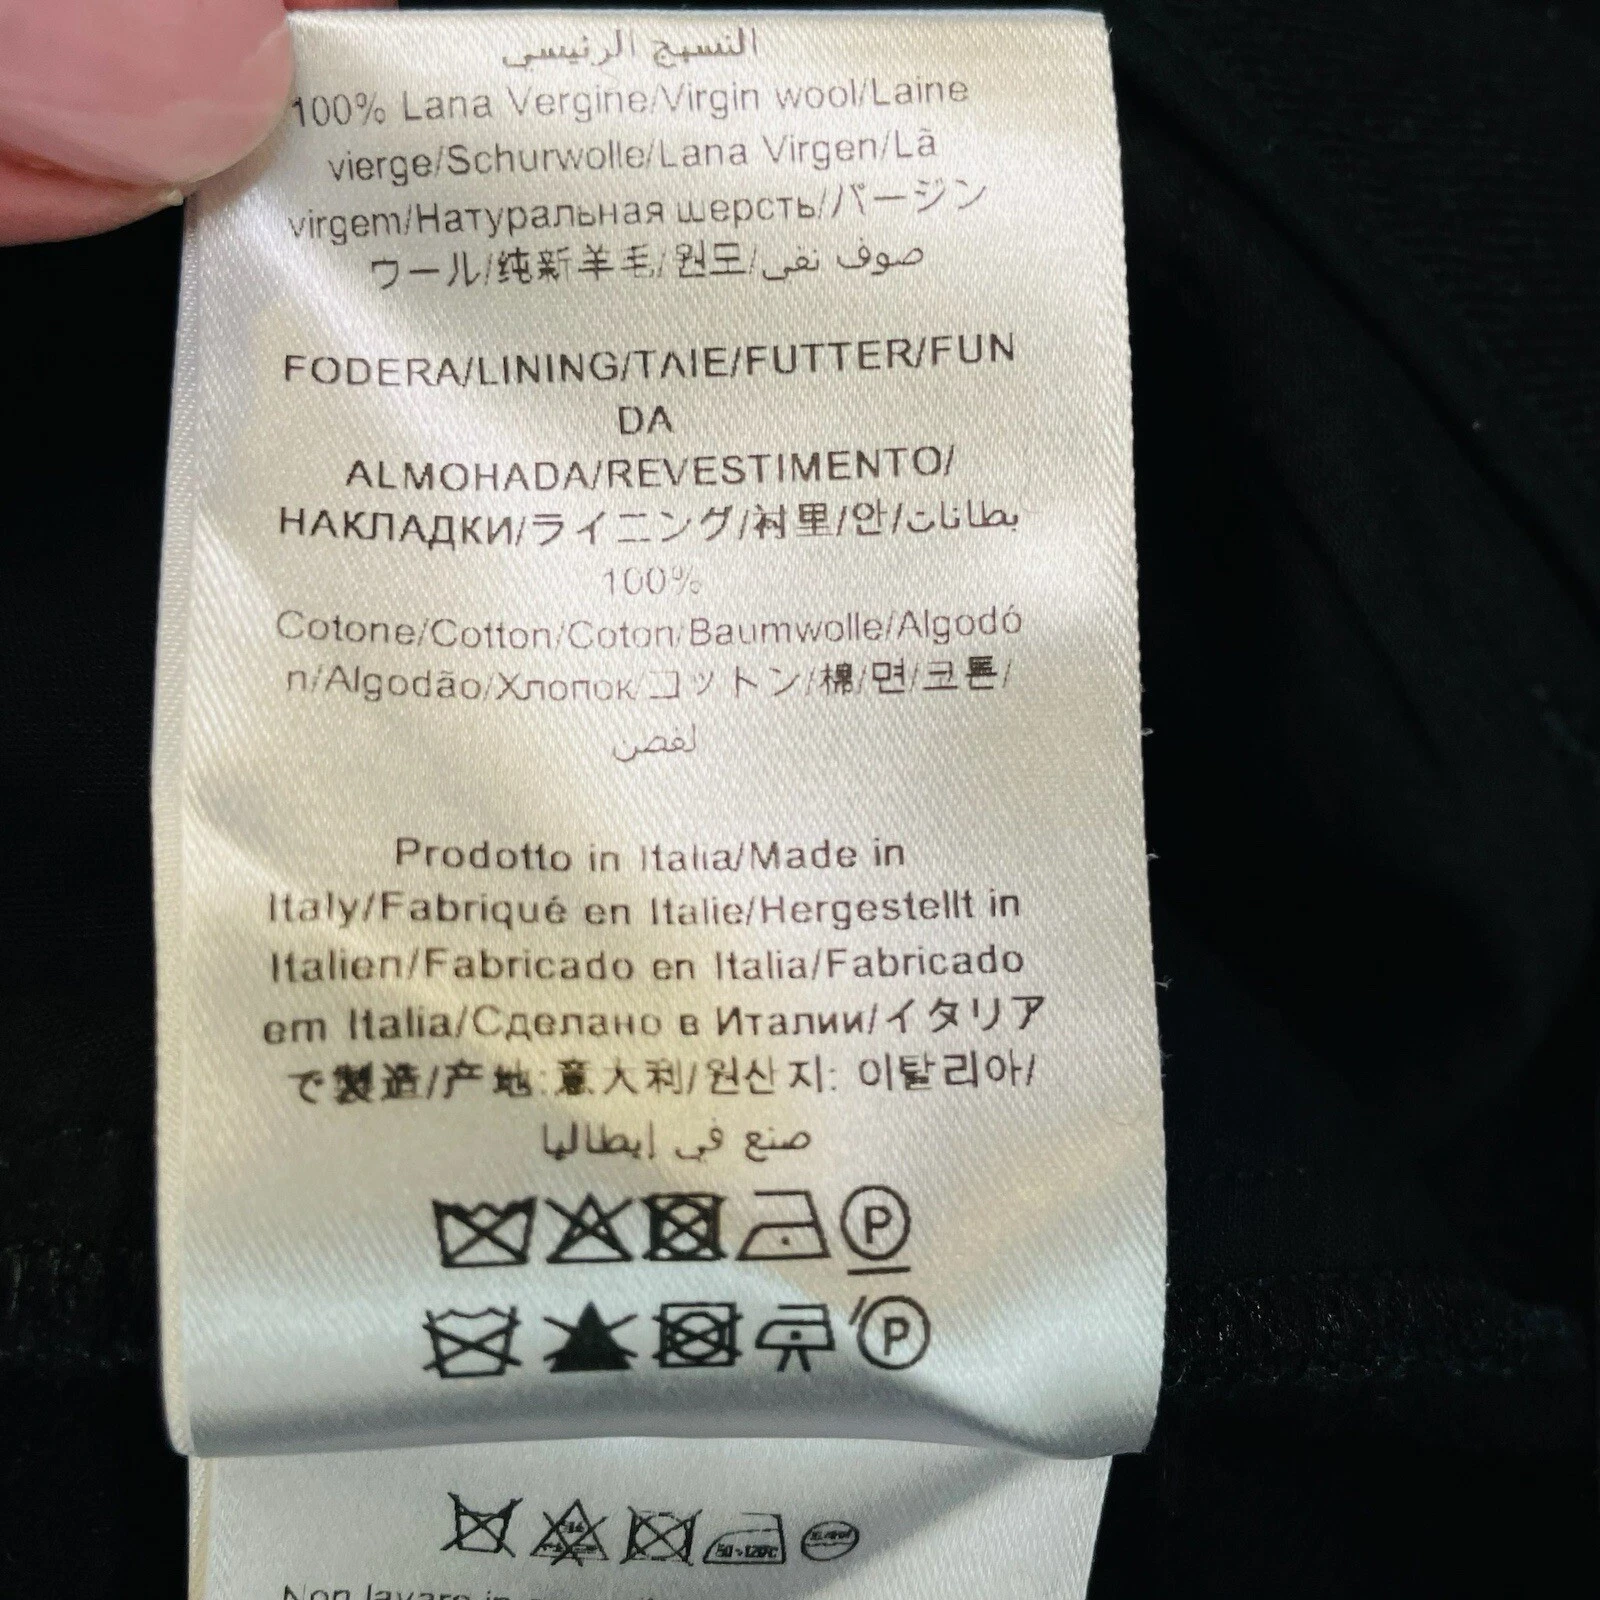 النسيج الرئيسي
100% Lana Vergine/Virgin wool/Laine
vierge/Schurwolle/Lana Virgen/Lã
virgem/Натуральная шерсть/バージン
ウール/纯新羊毛/원모/صوف نقى
FODERA/LINING/TAIE/FUTTER/FUN
DA
ALMOHADA/REVESTIMENTO/
НАКЛАДКИ/ライニング/衬里/안/بطانات
100%
Cotone/Cotton/Coton/Baumwolle/Algodó
n/Algodão/Хлопок/コットン/棉/면/코튼/
لفصن
Prodotto in Italia/Made in
Italy/Fabriqué en Italie/Hergestellt in
Italien/Fabricado en Italia/Fabricado
em Italia/Сделано в Италии/イタリア
で製造/产地:意大利/원산지: 이탈리아/
صنع في إيطاليا
P
P
Non lavare in